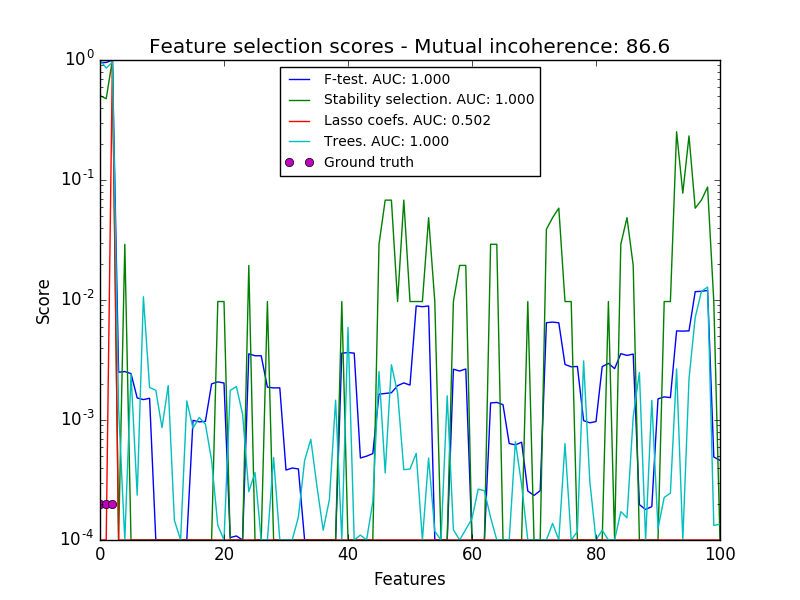 Feature selection scores - Mutual incoherence: 86.6
10^0
10^-1
10^-2
10^-3
10^-4
Score
F-test. AUC: 1.000
Stability selection. AUC: 1.000
Lasso coefs. AUC: 0.502
Trees. AUC: 1.000
Ground truth
0 20 40 60 80 100
Features